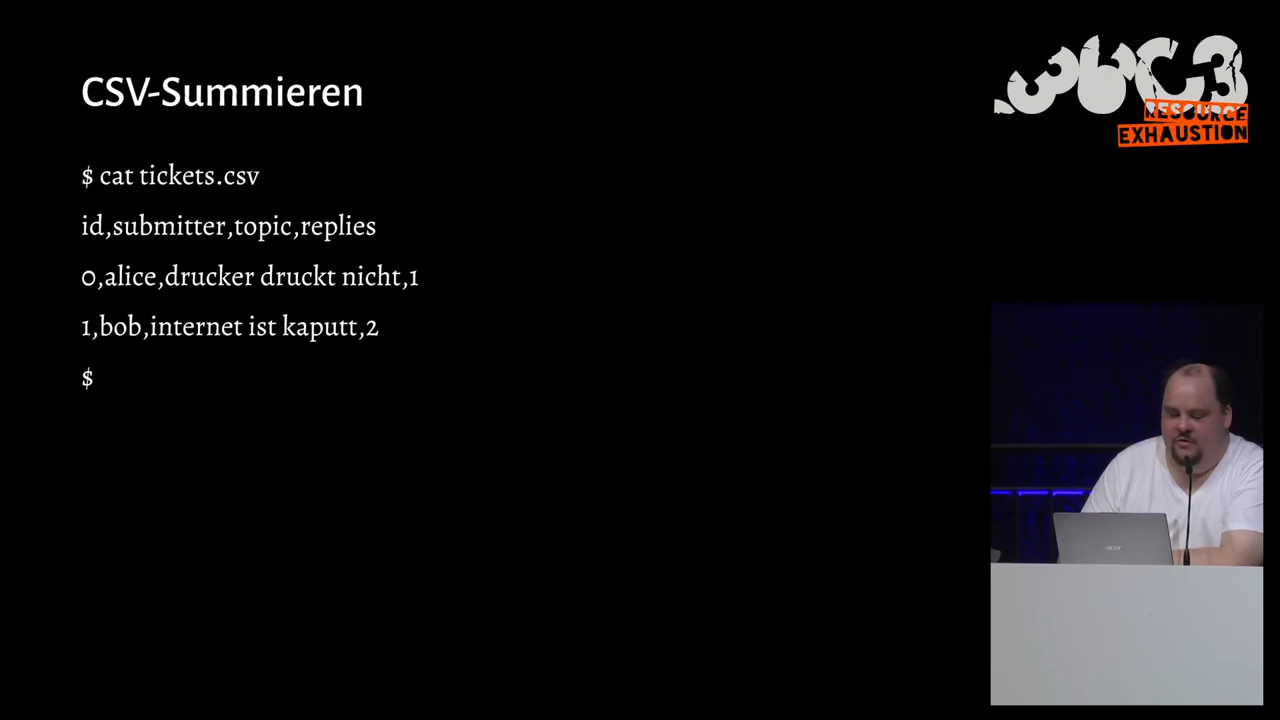 CSV-Summieren
36C3
RESOURCE
EXHAUSTION
$ cat tickets.csv
id,submitter,topic,replies
0,alice,drucker druckt nicht,1
1,bob,internet ist kaputt,2
$
acer